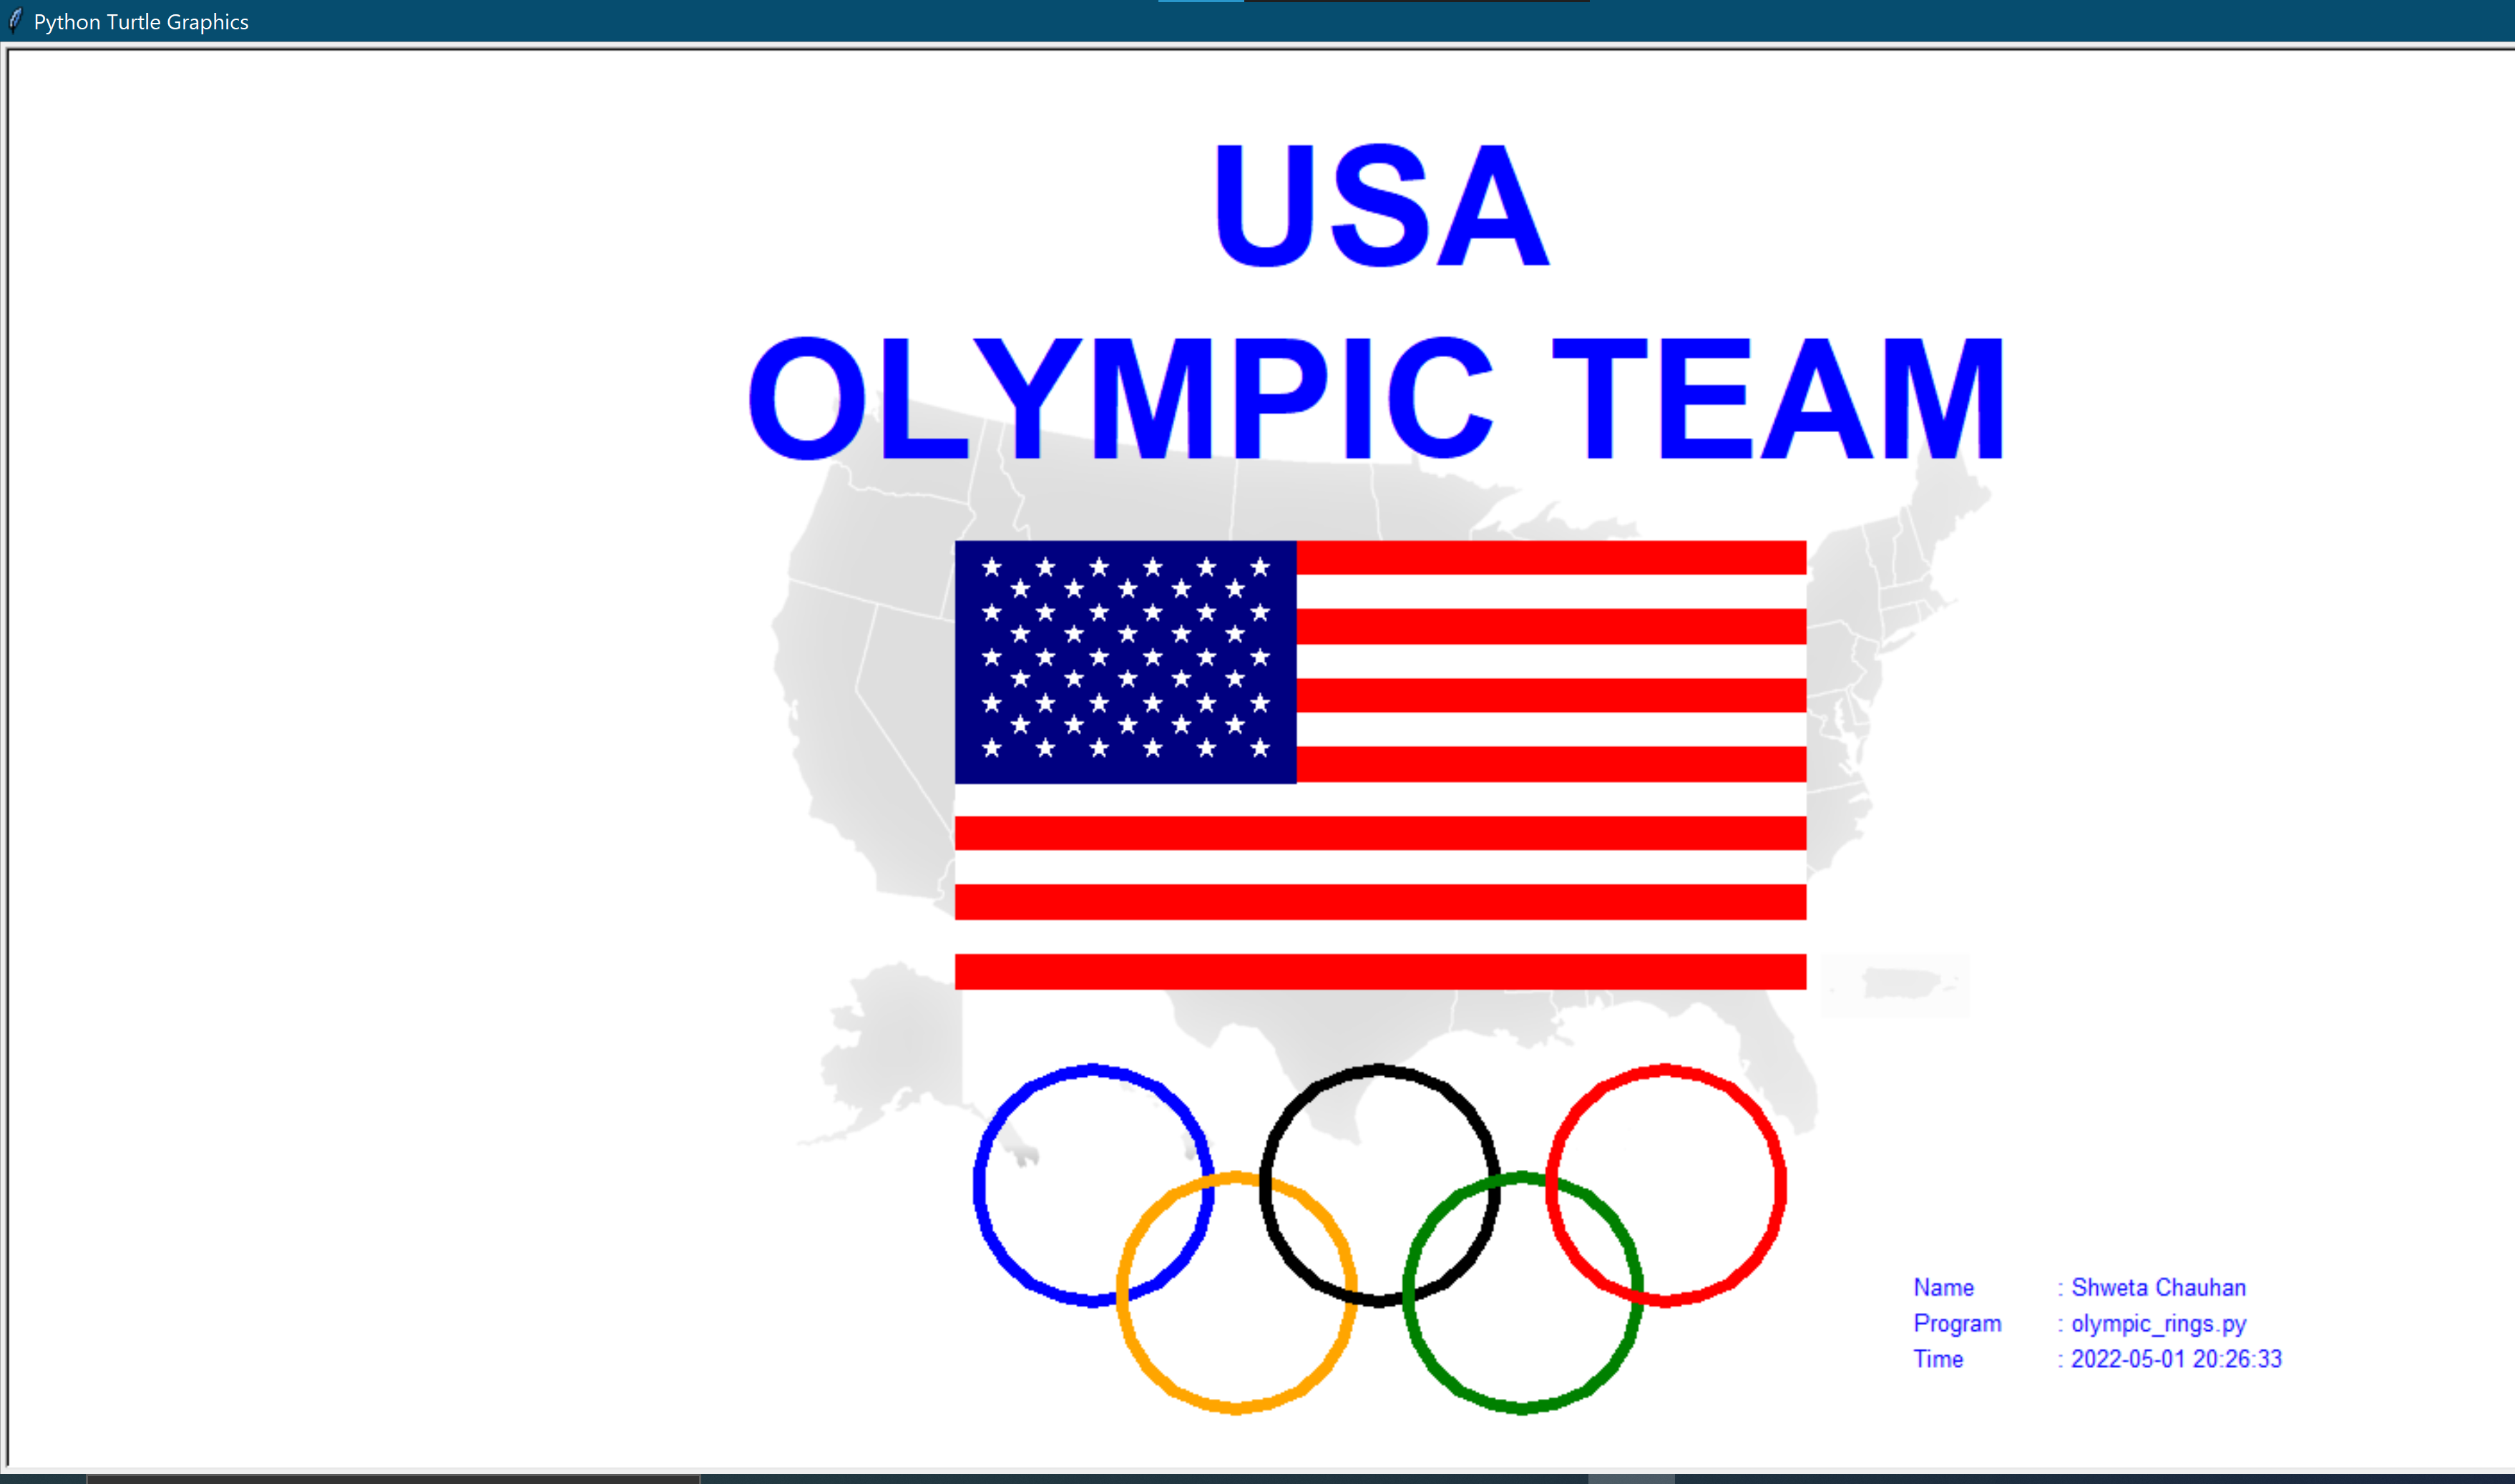 Python Turtle Graphics
USA
OLYMPIC TEAM
Name : Shweta Chauhan
Program : olympic_rings.py
Time : 2022-05-01 20:26:33